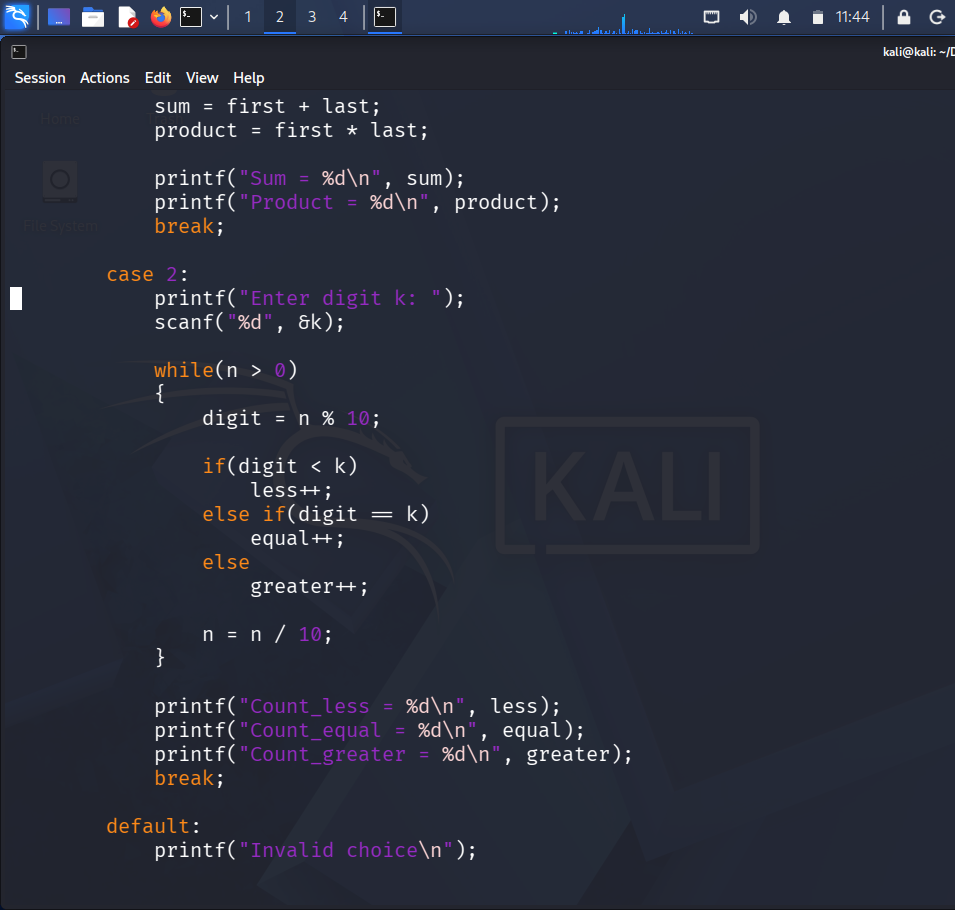 1 2 3 4 11:44
kali@kali: ~/D
Session Actions Edit View Help
Home
sum = first + last;
product = first * last;
printf("Sum = %d\n", sum);
printf("Product = %d\n", product);
File System
break;
case 2:
printf("Enter digit k: ");
scanf("%d", &k);
while(n > 0)
{
digit = n % 10;
if(digit < k)
less++;
else if(digit == k)
equal++;
else
greater++;
n = n / 10;
}
printf("Count_less = %d\n", less);
printf("Count_equal = %d\n", equal);
printf("Count_greater = %d\n", greater);
break;
default:
printf("Invalid choice\n");
KALI